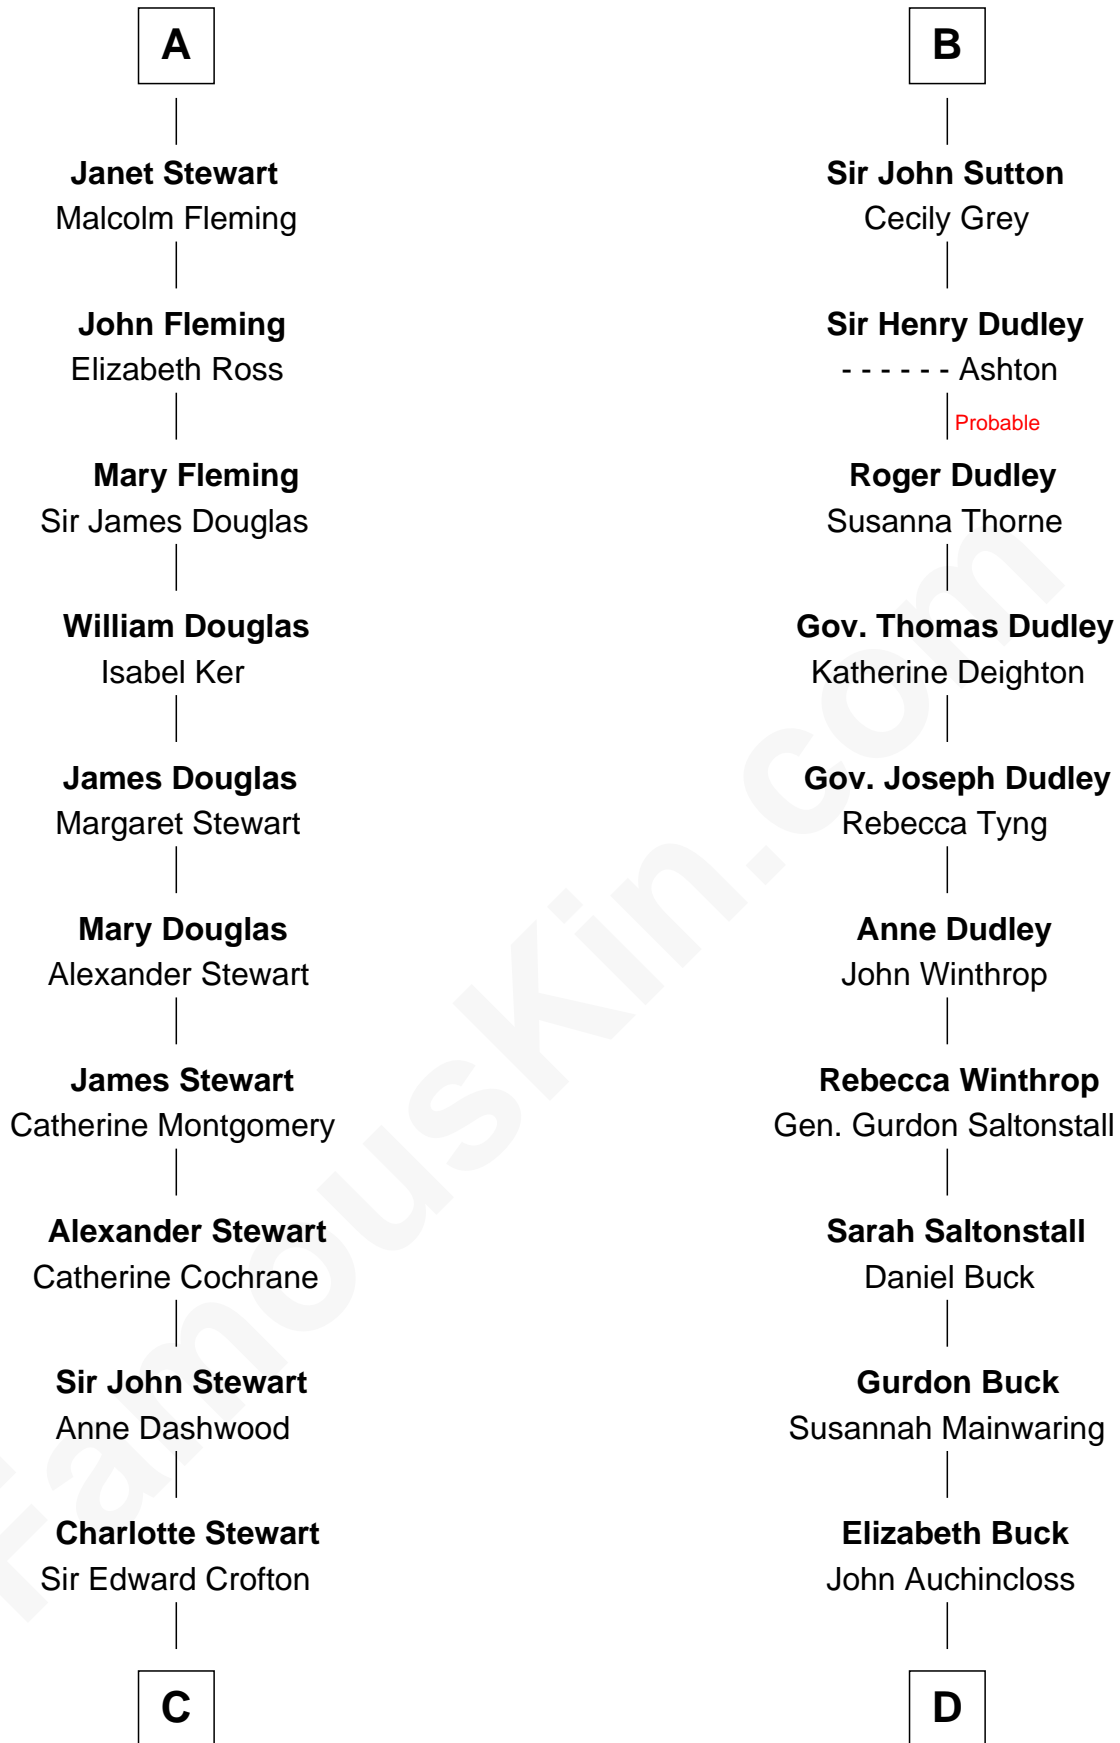 A
Janet Stewart
Malcolm Fleming
John Fleming
Elizabeth Ross
Mary Fleming
Sir James Douglas
William Douglas
Isabel Ker
James Douglas
Margaret Stewart
Mary Douglas
Alexander Stewart
James Stewart
Catherine Montgomery
Alexander Stewart
Catherine Cochrane
Sir John Stewart
Anne Dashwood
Charlotte Stewart
Sir Edward Crofton
C
B
Sir John Sutton
Cecily Grey
Sir Henry Dudley
- - - - - - Ashton
Probable
Roger Dudley
Susanna Thorne
Gov. Thomas Dudley
Katherine Deighton
Gov. Joseph Dudley
Rebecca Tyng
Anne Dudley
John Winthrop
Rebecca Winthrop
Gen. Gurdon Saltonstall
Sarah Saltonstall
Daniel Buck
Gurdon Buck
Susannah Mainwaring
Elizabeth Buck
John Auchincloss
D
FamousKin.com